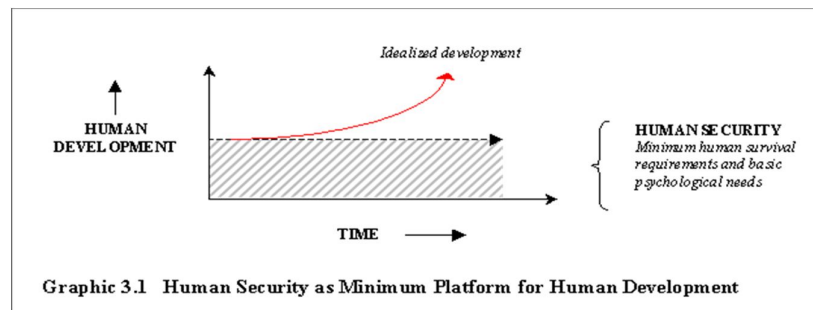 Idealized development
HUMAN
DEVELOPMENT
HUMAN SECURITY
Minimum human survival
requirements and basic
psychological needs
TIME
Graphic 3.1 Human Security as Minimum Platform for Human Development